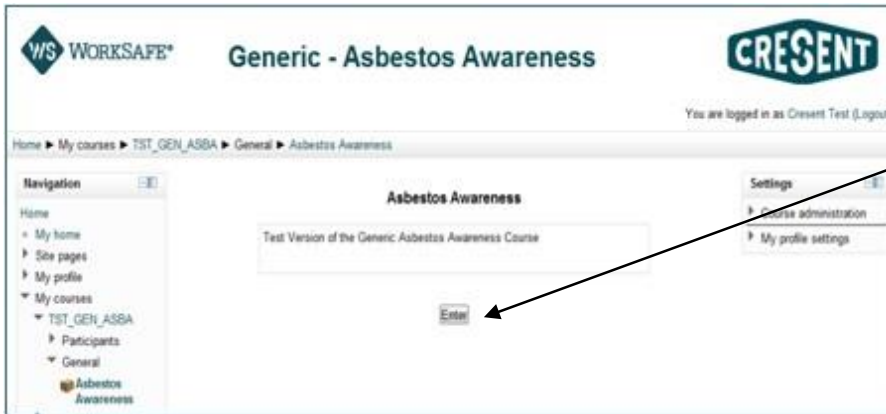 WS WORKSAFE®
Generic - Asbestos Awareness
CRESENT
You are logged in as Cresent Test (Logout
Home ► My courses ► TST_GEN_ASBA ► General ► Asbestos Awareness
Navigation
Home
My home
Site pages
My profile
My courses
TST_GEN_ASBA
Participants
General
Asbestos
Awareness
Asbestos Awareness
Test Version of the Generic Asbestos Awareness Course
Enter
Settings
Course administration
My profile settings